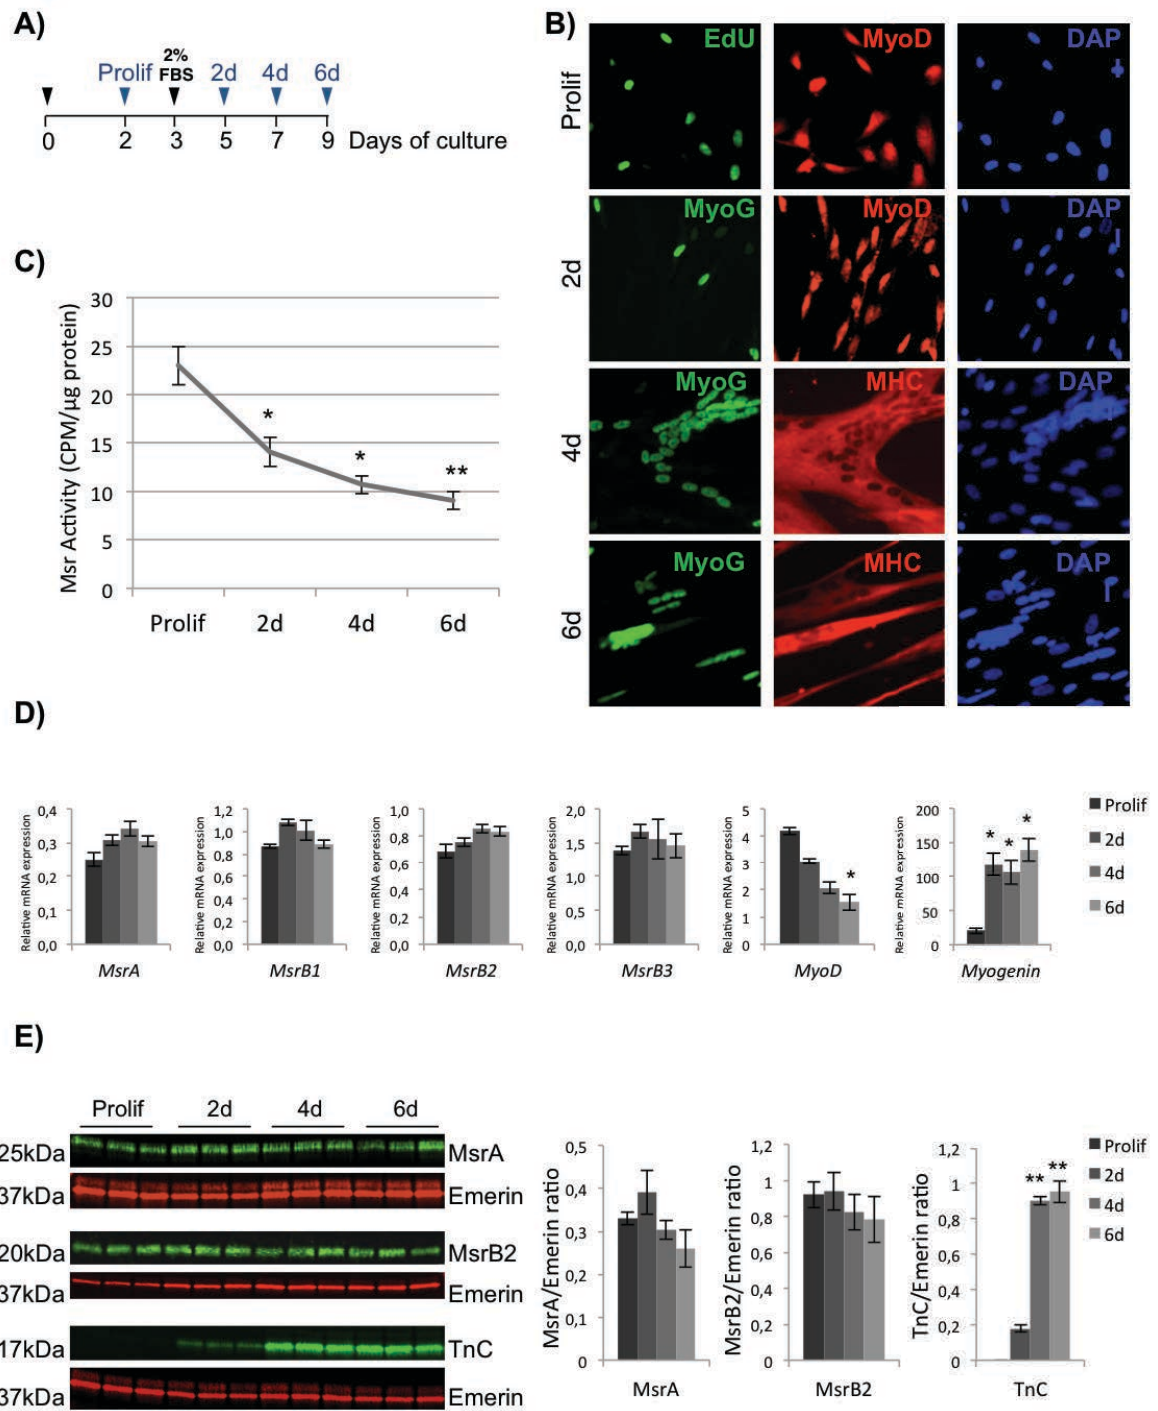 A)
Prolif 2% FBS 2d 4d 6d
0 2 3 5 7 9 Days of culture
B)
Prolif EdU MyoD DAP
I
2d MyoG MyoD DAP
I
4d MyoG MHC DAP
6d MyoG MHC DAP
I
C)
Msr Activity (CPM/µg protein)
30
25
20
15
10
5
0
* * **
Prolif 2d 4d 6d
D)
Relative mRNA expression
0,4
0,3
0,2
0,1
0,0
MsrA
Relative mRNA expression
1,2
1,0
0,8
0,6
0,4
0,2
0,0
MsrB1
Relative mRNA expression
1,0
0,8
0,6
0,4
0,2
0,0
MsrB2
Relative mRNA expression
2,0
1,5
1,0
0,5
0,0
MsrB3
Relative mRNA expression
5
4
3
2
1
0
*
MyoD
Relative mRNA expression
200
150
100
50
0
* * *
Myogenin
Prolif
2d
4d
6d
E)
Prolif 2d 4d 6d
25kDa MsrA
37kDa Emerin
20kDa MsrB2
37kDa Emerin
17kDa TnC
37kDa Emerin
MsrA/Emerin ratio
0,5
0,4
0,3
0,2
0,1
0
MsrA
MsrB2/Emerin ratio
1,2
1
0,8
0,6
0,4
0,2
0
MsrB2
TnC/Emerin ratio
1,2
1
0,8
0,6
0,4
0,2
0
** **
TnC
Prolif
2d
4d
6d